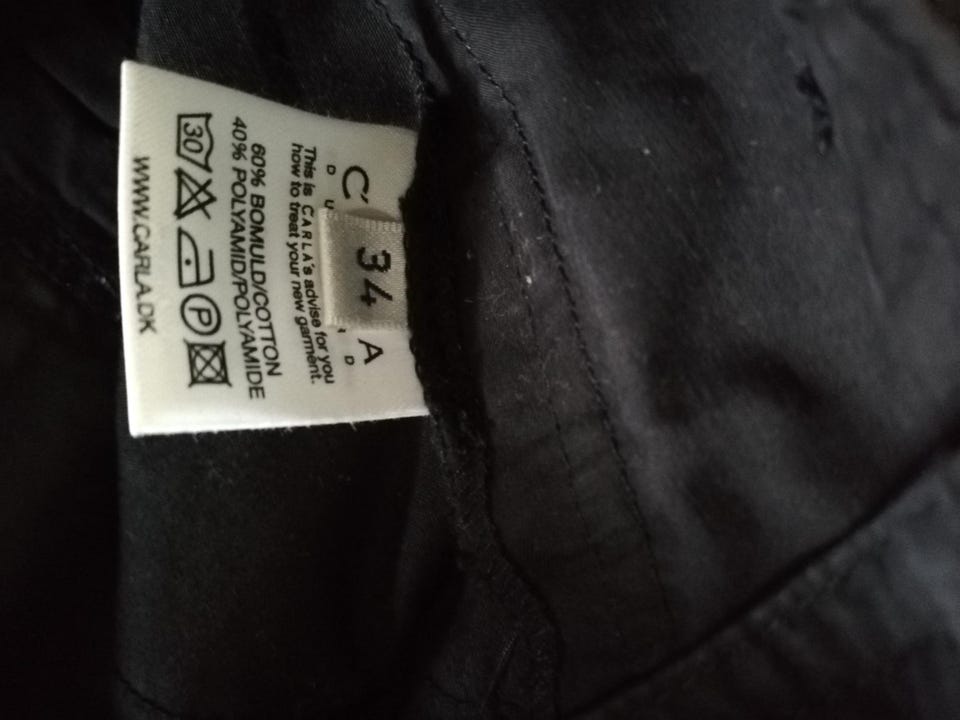 C' A
34
D U R D
This is CARLA's advise for you
how to treat your new garment.
60% BOMULD/COTTON
40% POLYAMID/POLYAMIDE
30 P
WWW.CARLA.DK